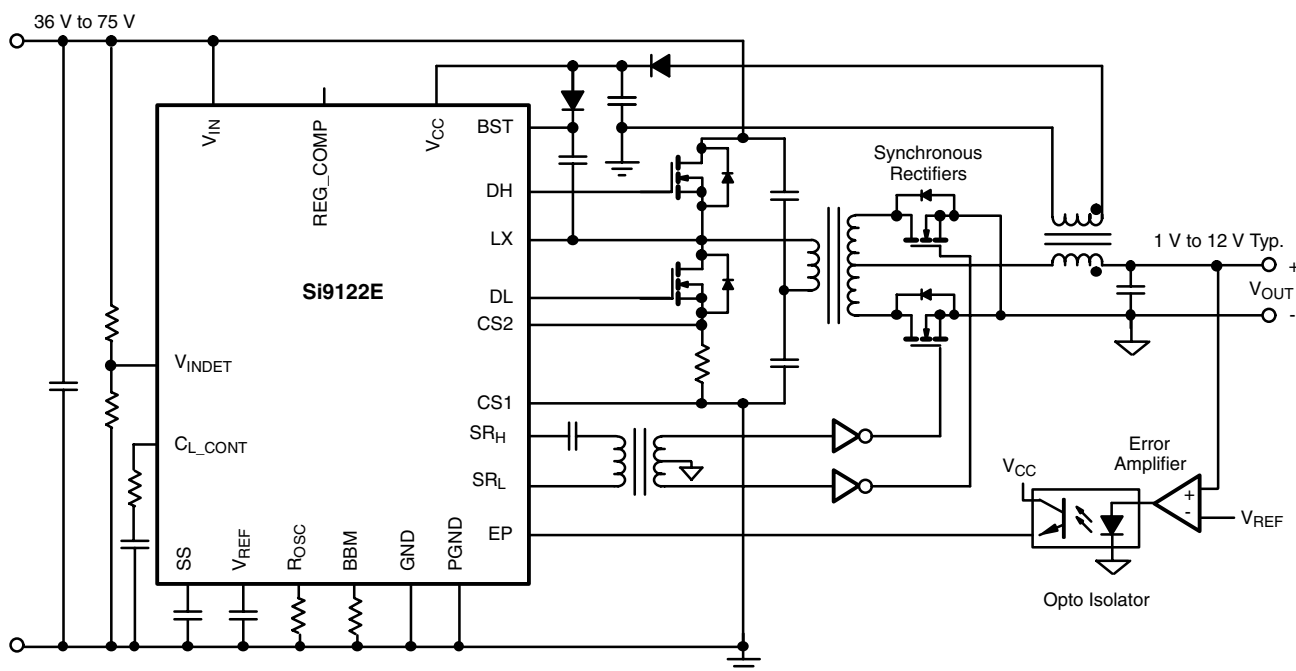 36 V to 75 V
VIN
REG_COMP
VCC
BST
DH
LX
DL
CS2
CS1
SRH
SRL
EP
Si9122E
VINDET
CL_CONT
SS
VREF
ROSC
BBM
GND
PGND
Synchronous
Rectifiers
1 V to 12 V Typ.
+
VOUT
-
Error
Amplifier
VCC
+
-
VREF
Opto Isolator